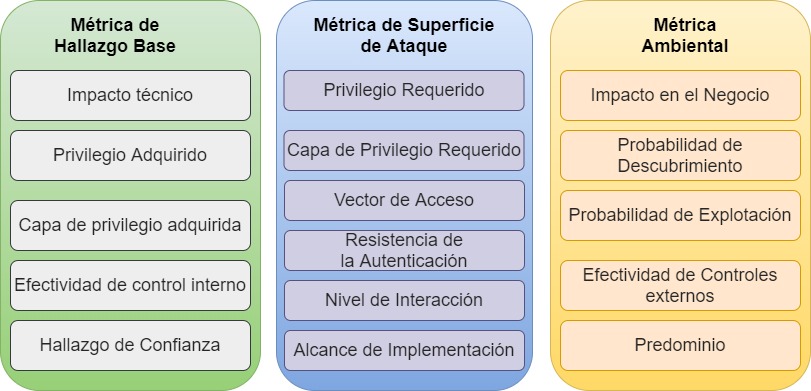 Métrica de
Hallazgo Base
Impacto técnico
Privilegio Adquirido
Capa de privilegio adquirida
Efectividad de control interno
Hallazgo de Confianza
Métrica de Superficie
de Ataque
Privilegio Requerido
Capa de Privilegio Requerido
Vector de Acceso
Resistencia de
la Autenticación
Nivel de Interacción
Alcance de Implementación
Métrica
Ambiental
Impacto en el Negocio
Probabilidad de
Descubrimiento
Probabilidad de Explotación
Efectividad de Controles
externos
Predominio